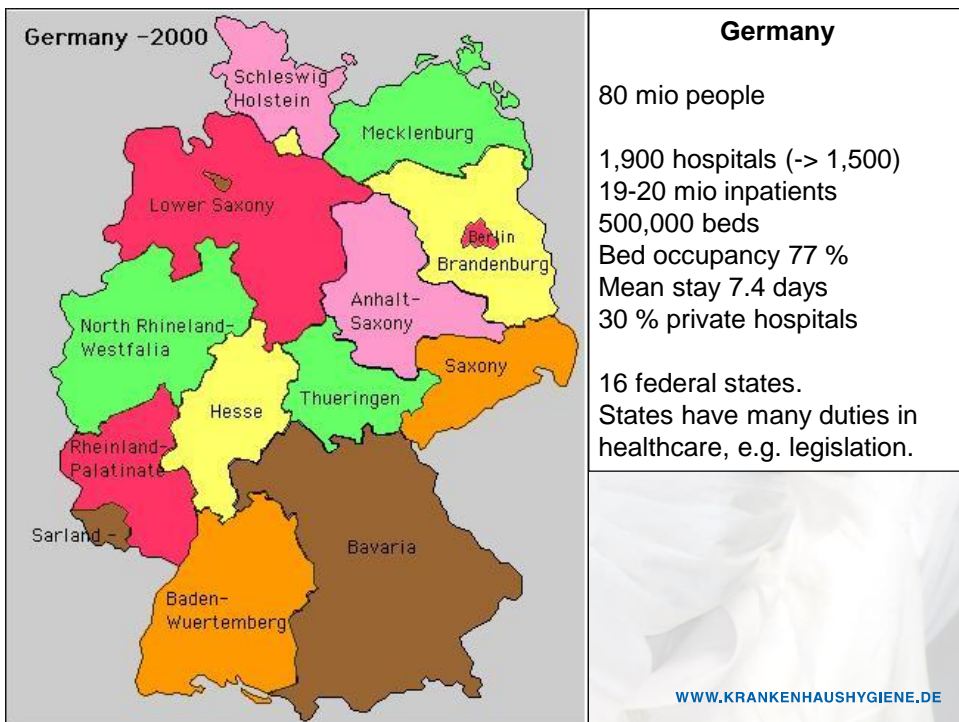 Germany -2000
Schleswig
Holstein
Mecklenburg
Lower Saxony
Berlin
Brandenburg
Anhalt-
Saxony
North Rhineland-
Westfalia
Saxony
Hesse
Thueringen
Rheinland-
Palatinate
Sarland -
Bavaria
Baden-
Wuertemberg
Germany
80 mio people
1,900 hospitals (-> 1,500)
19-20 mio inpatients
500,000 beds
Bed occupancy 77 %
Mean stay 7.4 days
30 % private hospitals
16 federal states.
States have many duties in
healthcare, e.g. legislation.
WWW.KRANKENHAUSHYGIENE.DE